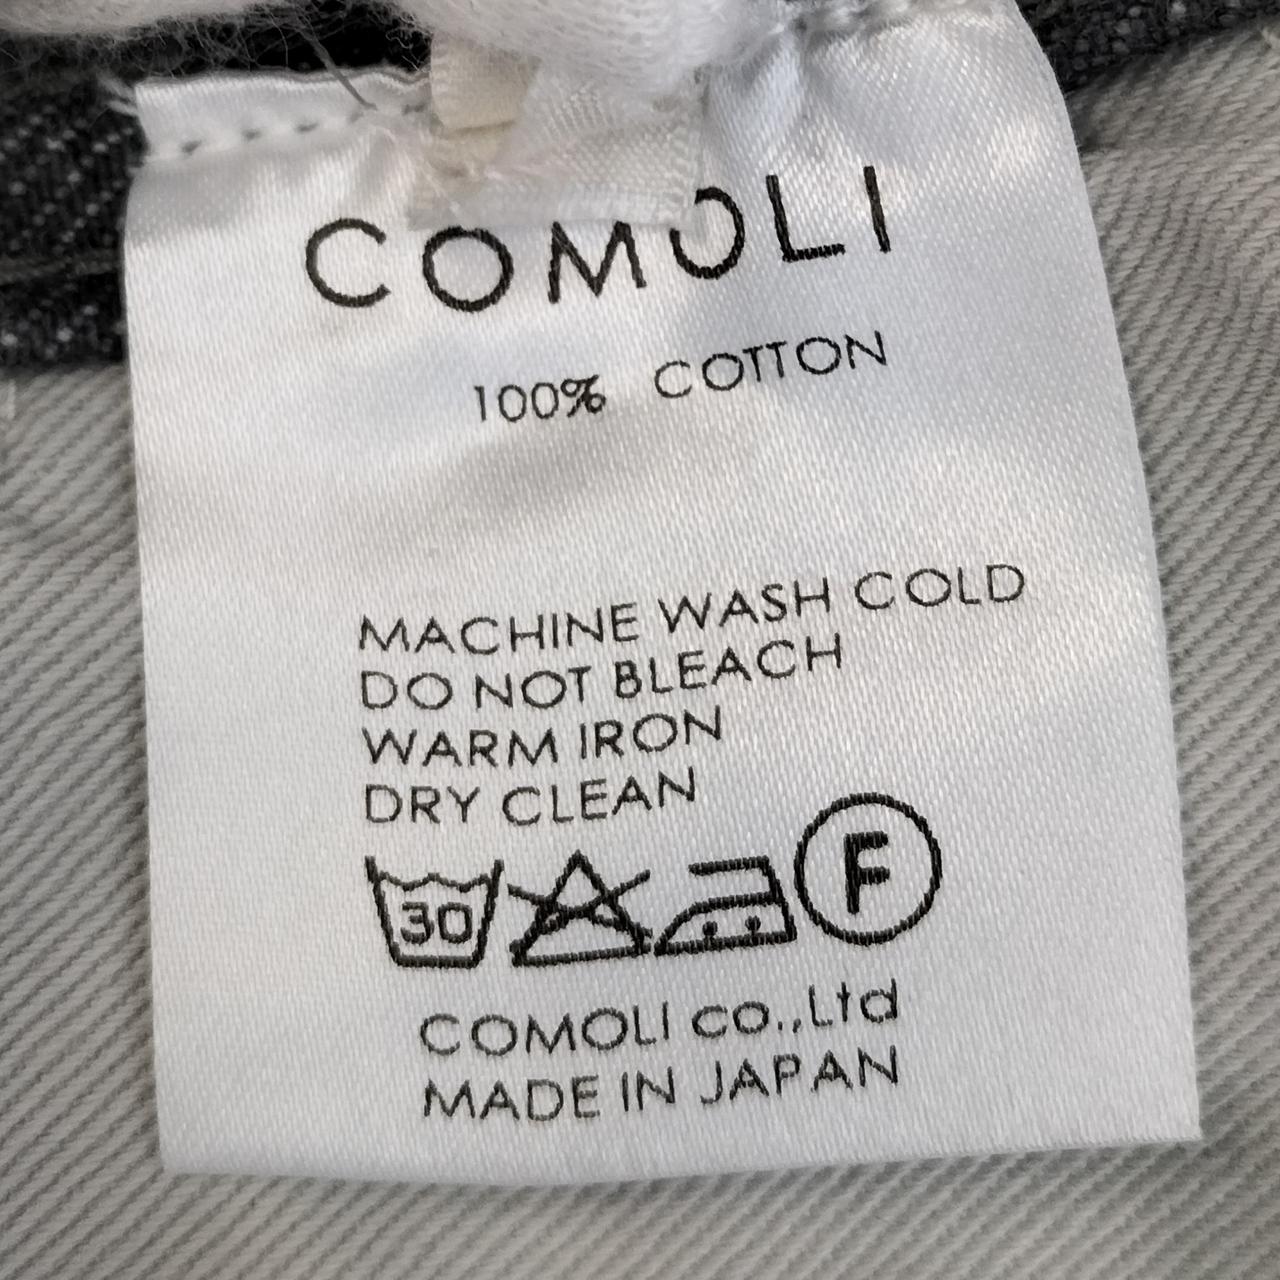 COMOLI
100% COTTON
MACHINE WASH COLD
DO NOT BLEACH
WARM IRON
DRY CLEAN
30 F
COMOLI co.,Ltd
MADE IN JAPAN